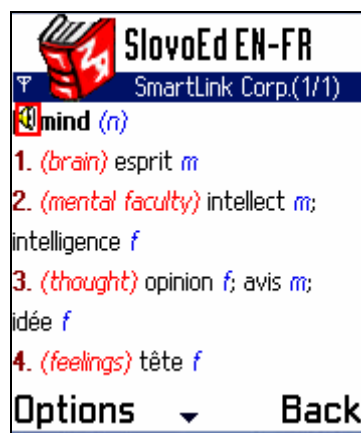 SlovoEd EN-FR
SmartLink Corp.(1/1)
mind (n)
1. (brain) esprit m
2. (mental faculty) intellect m;
intelligence f
3. (thought) opinion f; avis m;
idée f
4. (feelings) tête f
Options Back